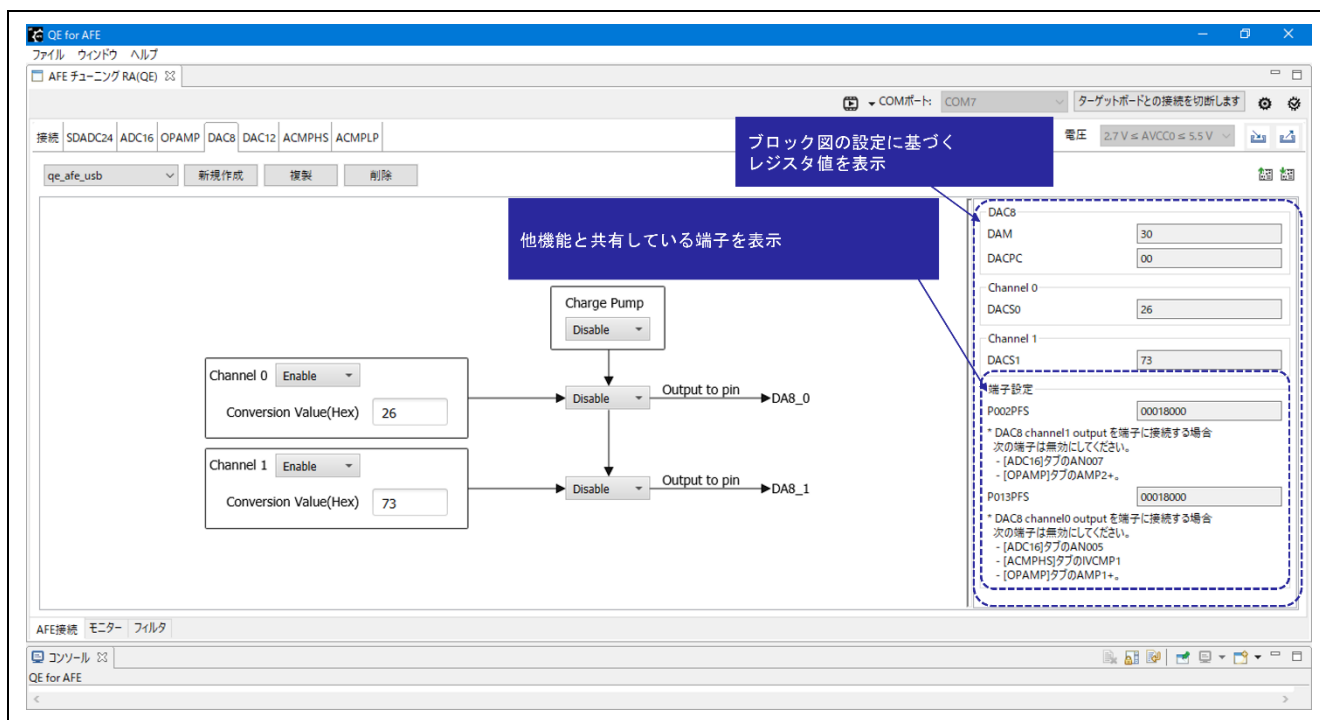 QE for AFE
ファイル ウィンドウ ヘルプ
AFE チューニング RA(QE)
COMポート: COM7 ターゲットボードとの接続を切断します
接続 SDADC24 ADC16 OPAMP DAC8 DAC12 ACMPHS ACMPLP
電圧 2.7 V ≤ AVCC0 ≤ 5.5 V
ブロック図の設定に基づく
レジスタ値を表示
qe_afe_usb 新規作成 複製 削除
他機能と共有している端子を表示
Charge Pump
Disable
Channel 0 Enable
Conversion Value(Hex) 26
Disable Output to pin DA8_0
Channel 1 Enable
Conversion Value(Hex) 73
Disable Output to pin DA8_1
DAC8
DAM 30
DACPC 00
Channel 0
DACS0 26
Channel 1
DACS1 73
端子設定
P002PFS 00018000
* DAC8 channel1 output を端子に接続する場合
次の端子は無効にしてください。
- [ADC16]タブのAN007
- [OPAMP]タブのAMP2+。
P013PFS 00018000
* DAC8 channel0 output を端子に接続する場合
次の端子は無効にしてください。
- [ADC16]タブのAN005
- [ACMPHS]タブのIVCMP1
- [OPAMP]タブのAMP1+。
AFE接続 モニター フィルタ
コンソール
QE for AFE